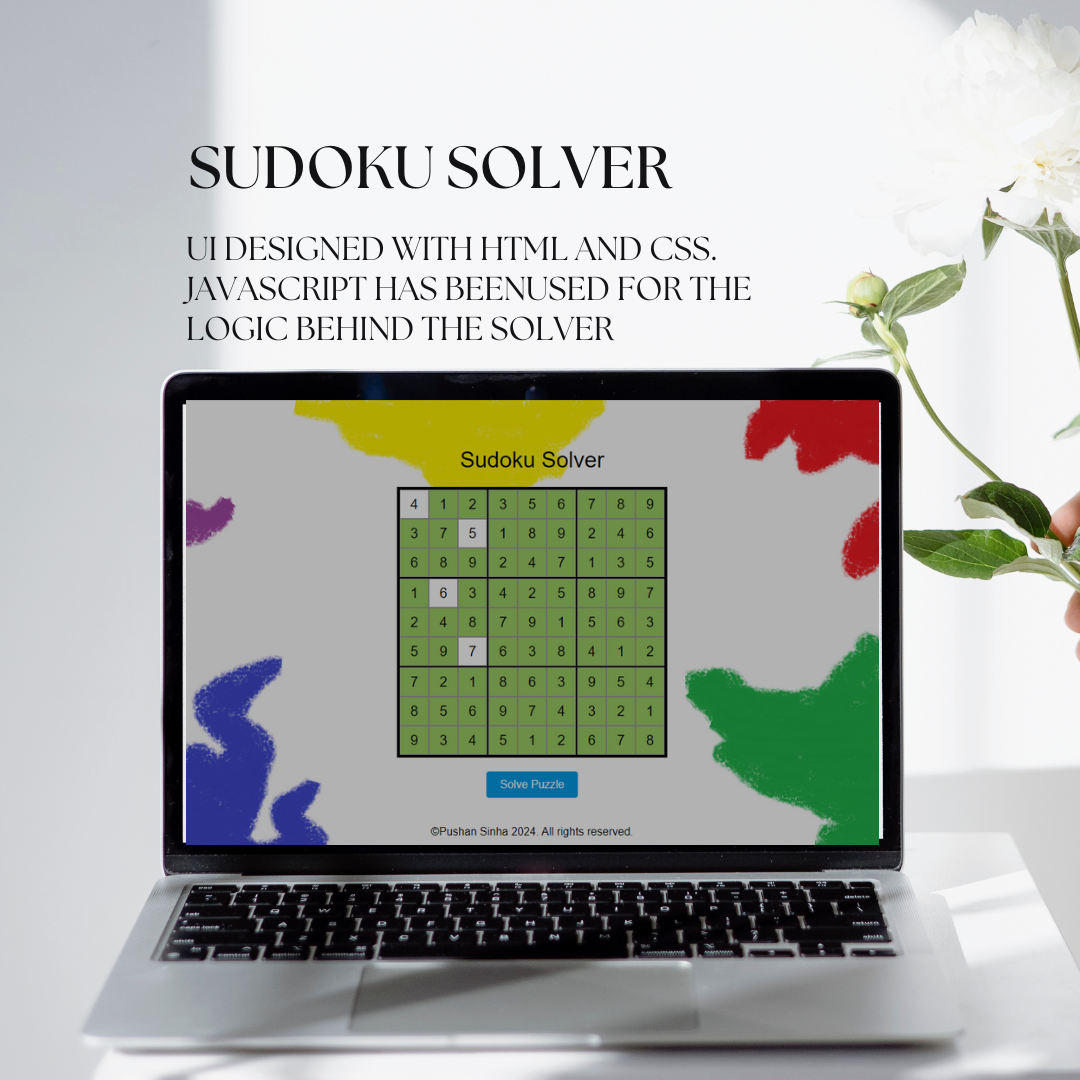 SUDOKU SOLVER
UI DESIGNED WITH HTML AND CSS.
JAVASCRIPT HAS BEENUSED FOR THE
LOGIC BEHIND THE SOLVER
Sudoku Solver
4 1 2 3 5 6 7 8 9
3 7 5 1 8 9 2 4 6
6 8 9 2 4 7 1 3 5
1 6 3 4 2 5 8 9 7
2 4 8 7 9 1 5 6 3
5 9 7 6 3 8 4 1 2
7 2 1 8 6 3 9 5 4
8 5 6 9 7 4 3 2 1
9 3 4 5 1 2 6 7 8
Solve Puzzle
©Pushan Sinha 2024. All rights reserved.
delete
return
shift